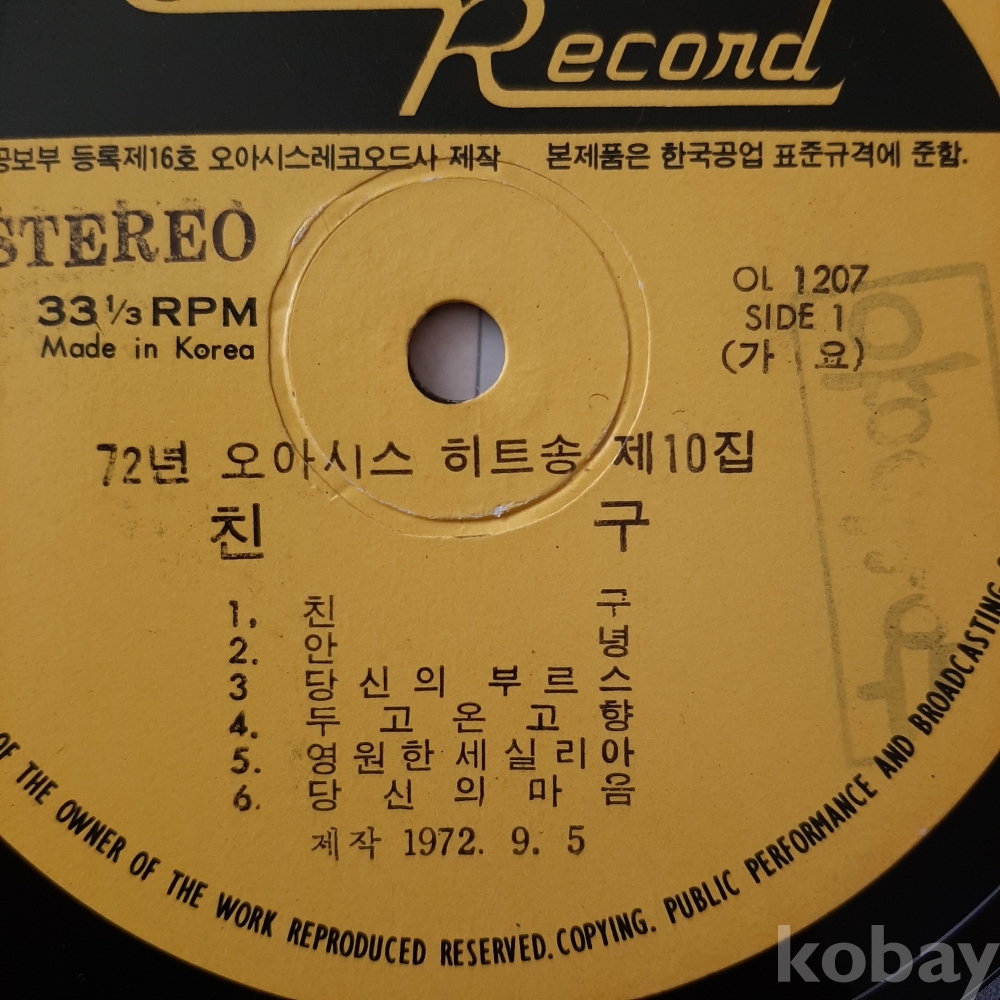 Record
공보부 등록제16호 오아시스레코오드사 제작 본제품은 한국공업 표준규격에 준함.
STEREO
33 1/3 RPM
Made in Korea
OL 1207
SIDE 1
(가 요)
72년 오아시스 히트송 제10집
친 구
1. 친 구
2. 안 녕
3 당신의 부르스
4. 두고온고향
5. 영원한세실리아
6. 당신의마음
제작 1972. 9. 5
OF THE OWNER OF THE WORK REPRODUCED RESERVED. COPYING. PUBLIC PERFORMANCE AND BROADCASTING
kobay